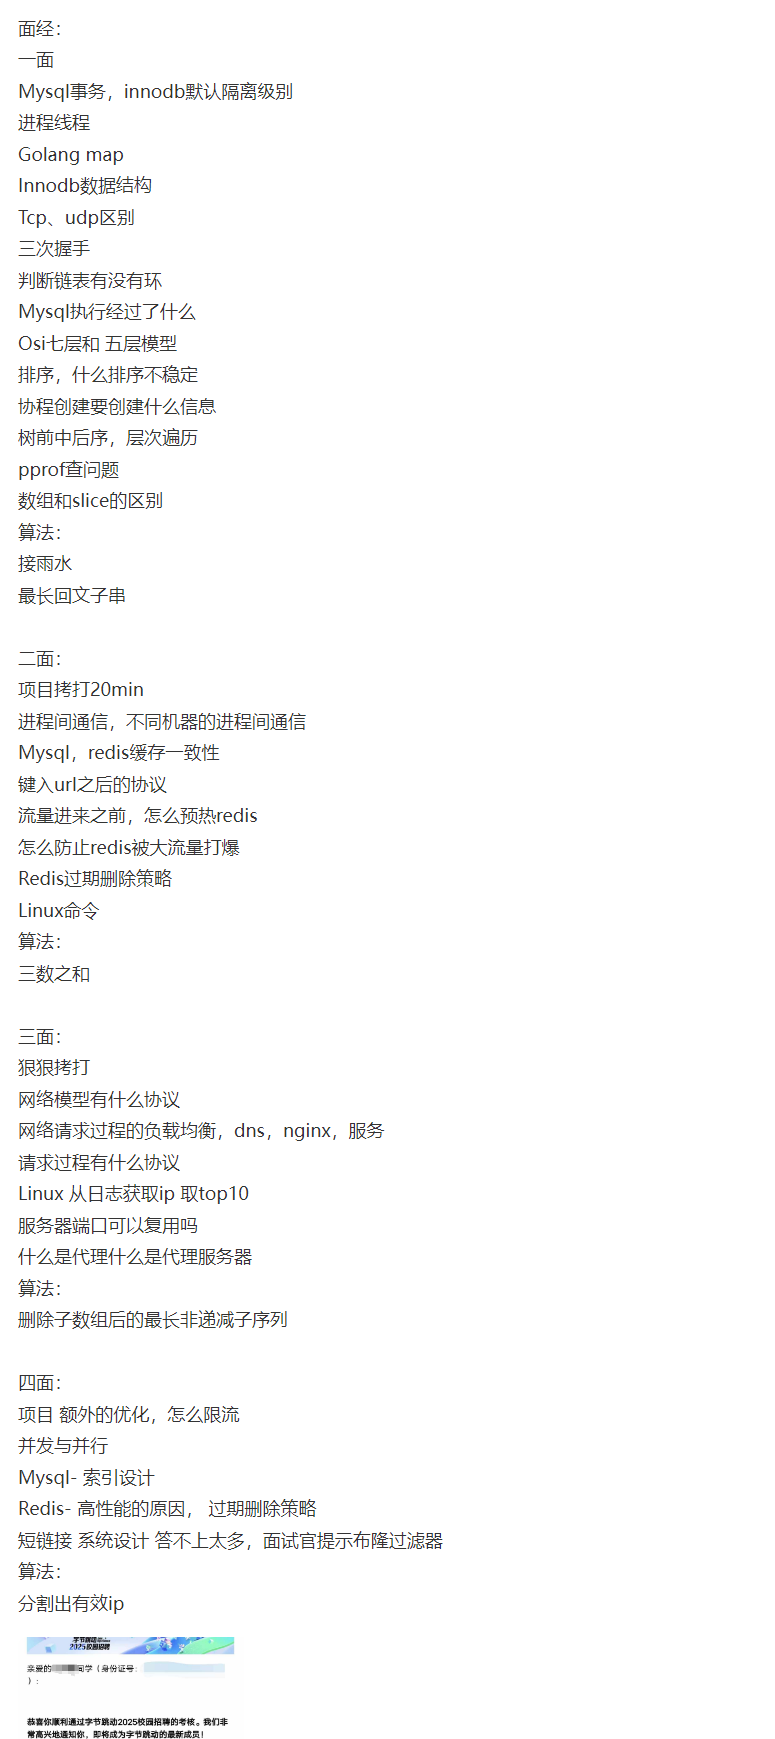 面经：
一面
Mysql事务，innodb默认隔离级别
进程线程
Golang map
Innodb数据结构
Tcp、udp区别
三次握手
判断链表有没有环
Mysql执行经过了什么
Osi七层和 五层模型
排序，什么排序不稳定
协程创建要创建什么信息
树前中后序，层次遍历
pprof查问题
数组和slice的区别
算法：
接雨水
最长回文子串
二面：
项目拷打20min
进程间通信，不同机器的进程间通信
Mysql，redis缓存一致性
键入url之后的协议
流量进来之前，怎么预热redis
怎么防止redis被大流量打爆
Redis过期删除策略
Linux命令
算法：
三数之和
三面：
狠狠拷打
网络模型有什么协议
网络请求过程的负载均衡，dns，nginx，服务
请求过程有什么协议
Linux 从日志获取ip 取top10
服务器端口可以复用吗
什么是代理什么是代理服务器
算法：
删除子数组后的最长非递减子序列
四面：
项目 额外的优化，怎么限流
并发与并行
Mysql- 索引设计
Redis- 高性能的原因， 过期删除策略
短链接 系统设计 答不上太多，面试官提示布隆过滤器
算法：
分割出有效ip
字节跳动
2025校园招聘
亲爱的 同学（身份证号：
）：
恭喜你顺利通过字节跳动2025校园招聘的考核。我们非
常高兴地通知你，即将成为字节跳动的最新成员！